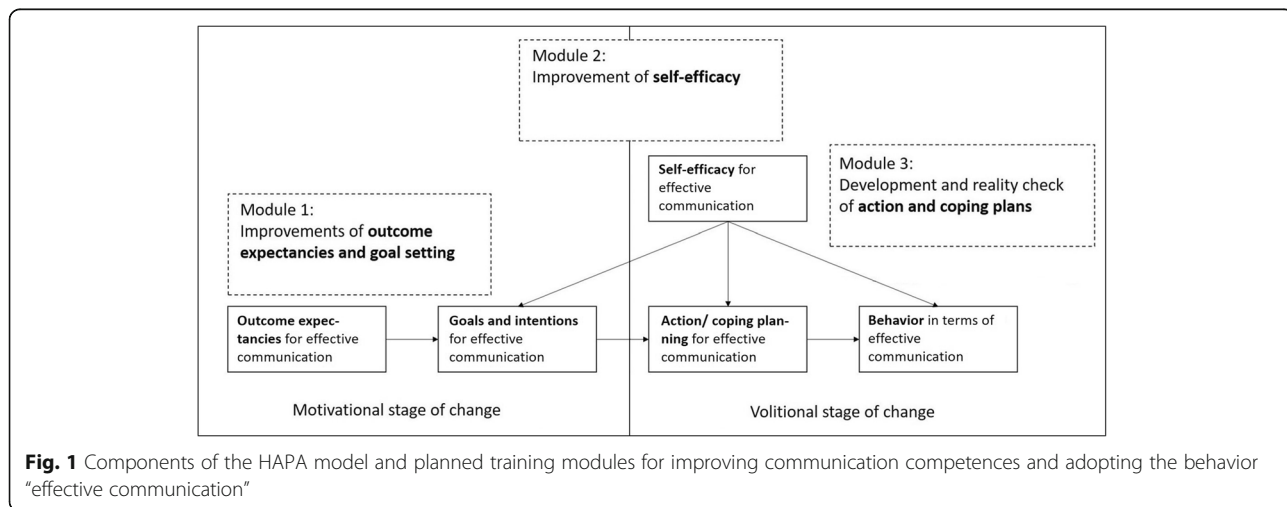 Module 2:
Improvement of self-efficacy
Self-efficacy for
effective
communication
Module 3:
Development and reality check
of action and coping plans
Module 1:
Improvements of outcome
expectancies and goal setting
Outcome expec-
tancies for effective
communication
Goals and intentions
for effective
communication
Action/ coping plan-
ning for effective
communication
Behavior in terms of
effective
communication
Motivational stage of change
Volitional stage of change
Fig. 1 Components of the HAPA model and planned training modules for improving communication competences and adopting the behavior
“effective communication”